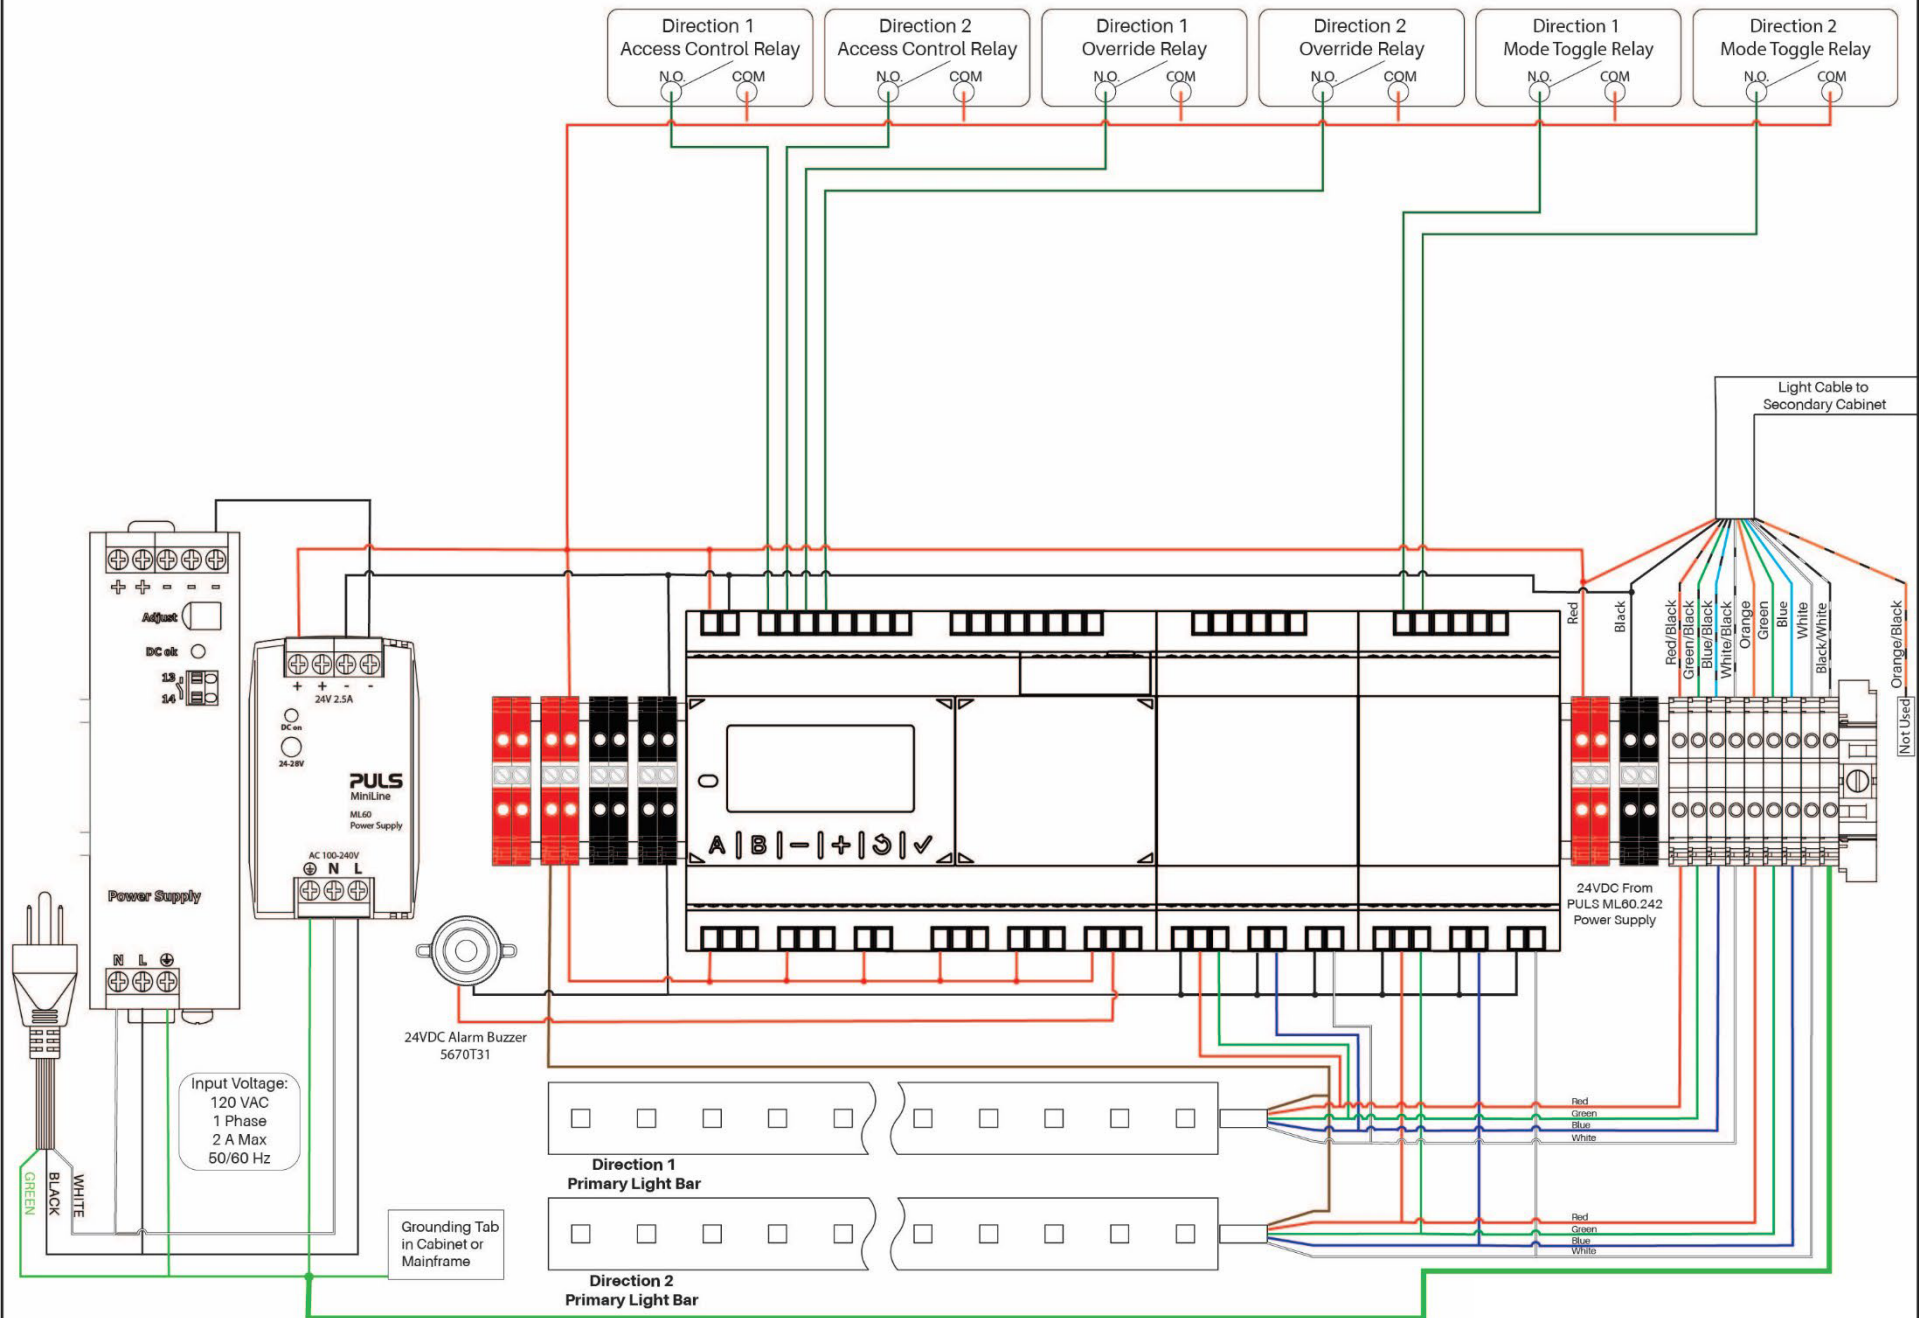 Direction 1
Access Control Relay
N.O. COM
Direction 2
Access Control Relay
N.O. COM
Direction 1
Override Relay
N.O. COM
Direction 2
Override Relay
N.O. COM
Direction 1
Mode Toggle Relay
N.O. COM
Direction 2
Mode Toggle Relay
N.O. COM
Light Cable to
Secondary Cabinet
+ + - - -
Adjust
DC ok
13
14
Power Supply
N L
+ + - -
24V 2.5A
DC on
24-28V
PULS
MiniLine
ML60
Power Supply
AC 100-240V
N L
A | B | - | + | | ✓
Red
Black
Red/Black
Green/Black
Blue/Black
White/Black
Orange
Green
Blue
White
Black/White
Orange/Black
Not Used
24VDC From
PULS ML60.242
Power Supply
24VDC Alarm Buzzer
5670T31
Input Voltage:
120 VAC
1 Phase
2 A Max
50/60 Hz
GREEN
BLACK
WHITE
Grounding Tab
in Cabinet or
Mainframe
Direction 1
Primary Light Bar
Red
Green
Blue
White
Direction 2
Primary Light Bar
Red
Green
Blue
White